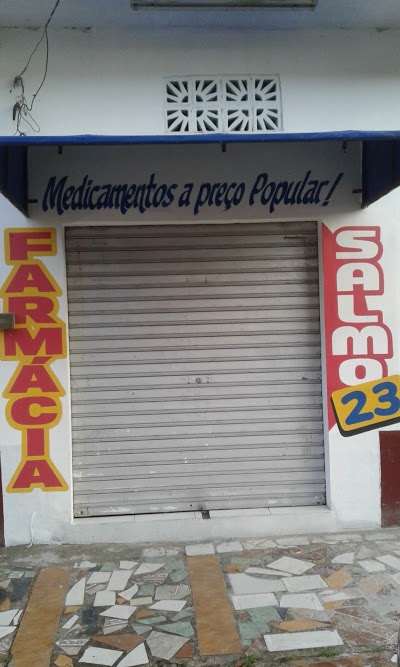 Medicamentos a preço Popular!
FARMÁCIA
SALMO
23